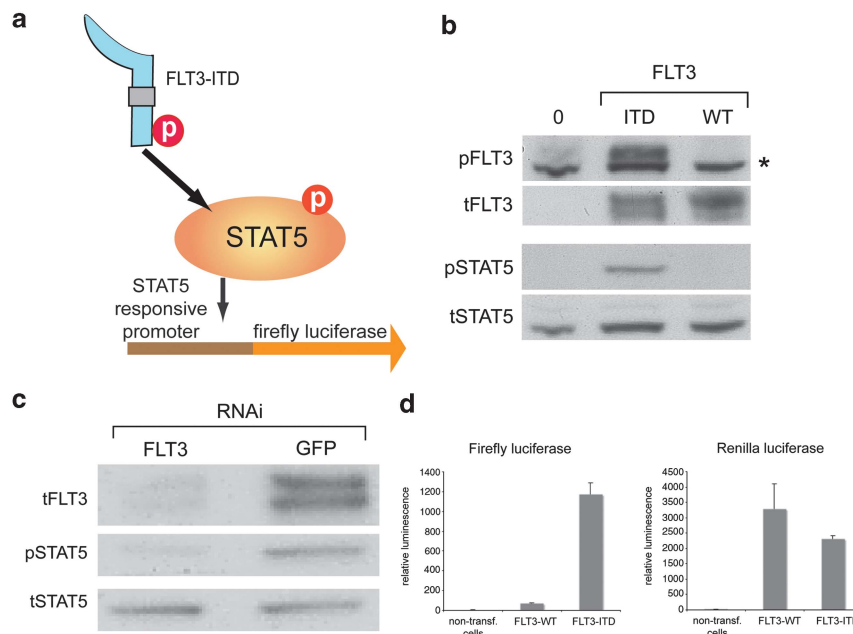 a
FLT3-ITD
p
p
STAT5
STAT5
responsive
promoter
firefly luciferase
b
FLT3
0 ITD WT
pFLT3
*
tFLT3
pSTAT5
tSTAT5
c
RNAi
FLT3 GFP
tFLT3
pSTAT5
tSTAT5
d
Firefly luciferase
relative luminescence
1400
1200
1000
800
600
400
200
0
non-transf.
cells
FLT3-WT
FLT3-ITD
Renilla luciferase
relative luminescence
4500
4000
3500
3000
2500
2000
1500
1000
500
0
non-transf.
cells
FLT3-WT
FLT3-ITD